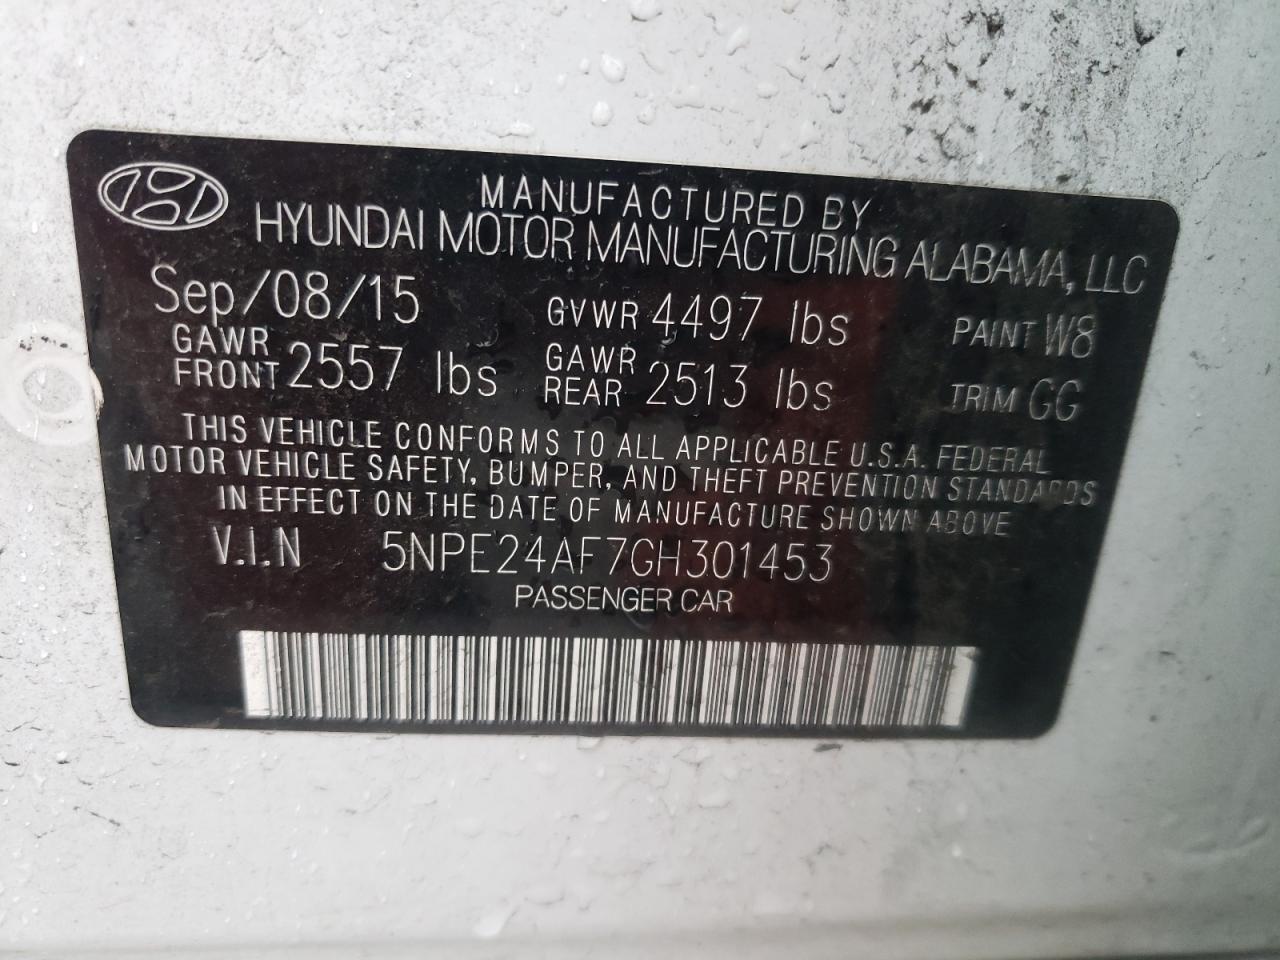 MANUFACTURED BY
HYUNDAI MOTOR MANUFACTURING ALABAMA, LLC
Sep/08/15 GVWR 4497 lbs PAINT W8
GAWR FRONT 2557 lbs GAWR REAR 2513 lbs TRIM GG
THIS VEHICLE CONFORMS TO ALL APPLICABLE U.S.A. FEDERAL
MOTOR VEHICLE SAFETY, BUMPER, AND THEFT PREVENTION STANDARDS
IN EFFECT ON THE DATE OF MANUFACTURE SHOWN ABOVE
V.I.N 5NPE24AF7GH301453
PASSENGER CAR